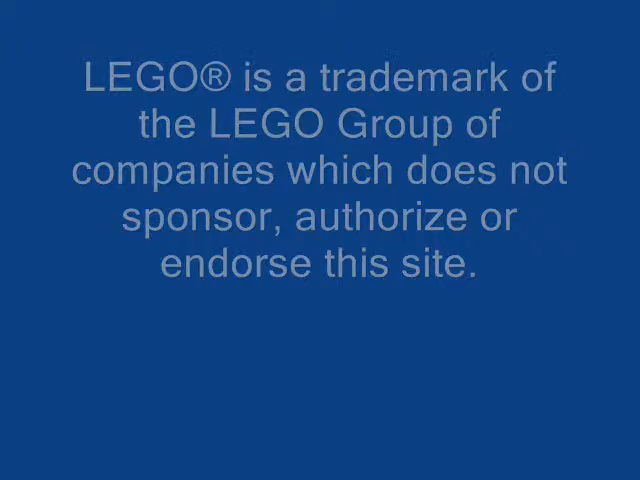 LEGO® is a trademark of
the LEGO Group of
companies which does not
sponsor, authorize or
endorse this site.